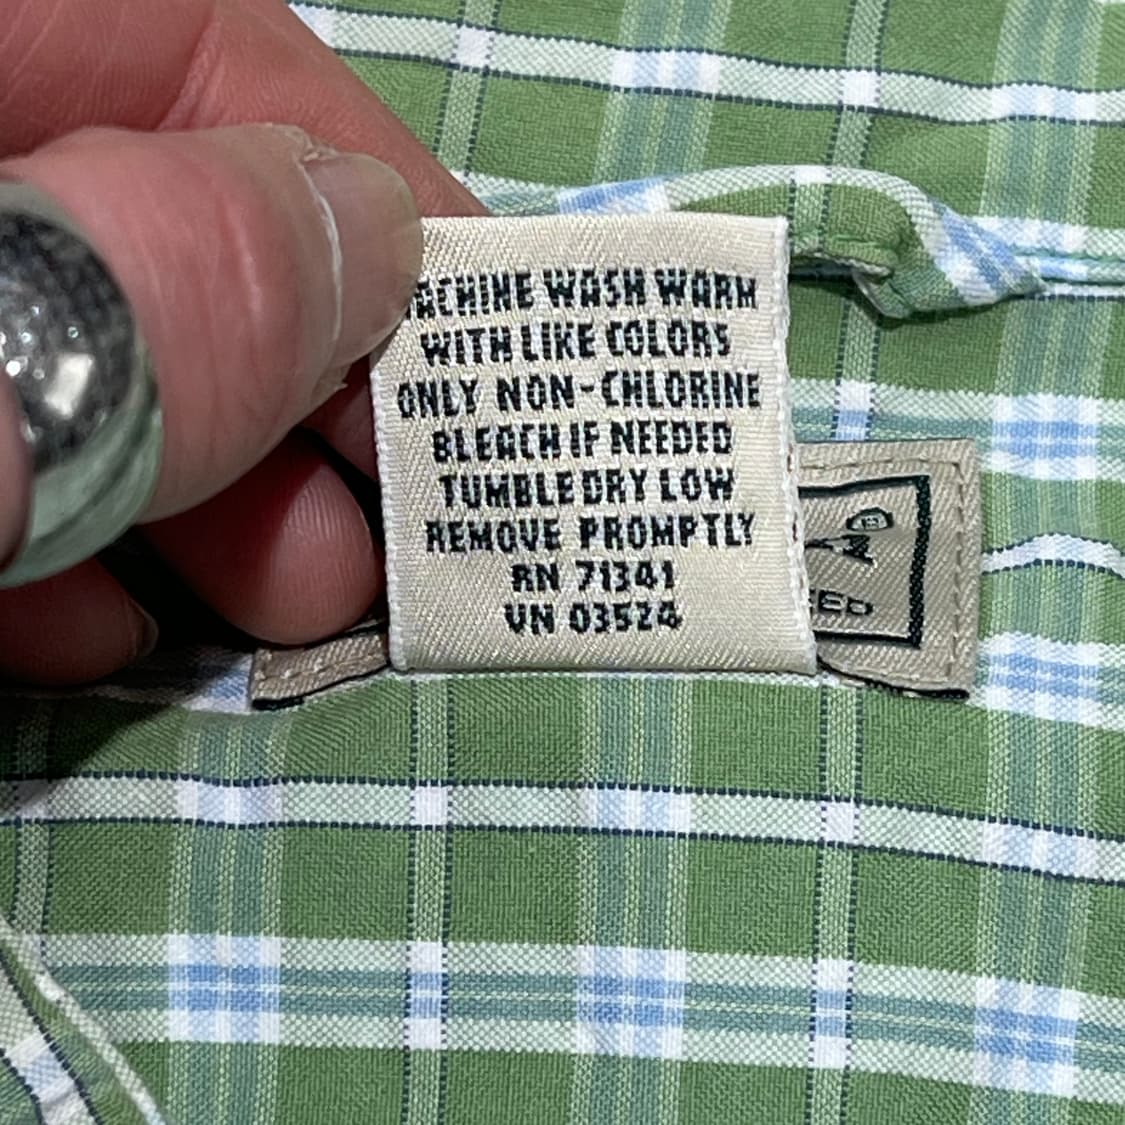 MACHINE WASH WARM
WITH LIKE COLORS
ONLY NON-CHLORINE
BLEACH IF NEEDED
TUMBLE DRY LOW
REMOVE PROMPTLY
RN 71341
VN 03524